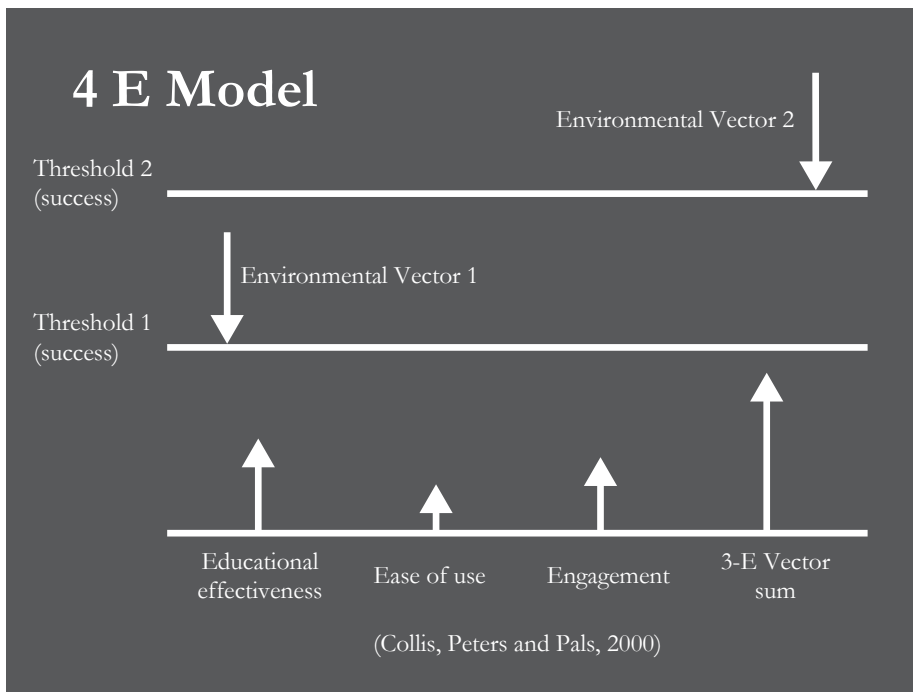 4 E Model
Environmental Vector 2
Threshold 2
(success)
Environmental Vector 1
Threshold 1
(success)
Educational
effectiveness
Ease of use
Engagement
3-E Vector
sum
(Collis, Peters and Pals, 2000)